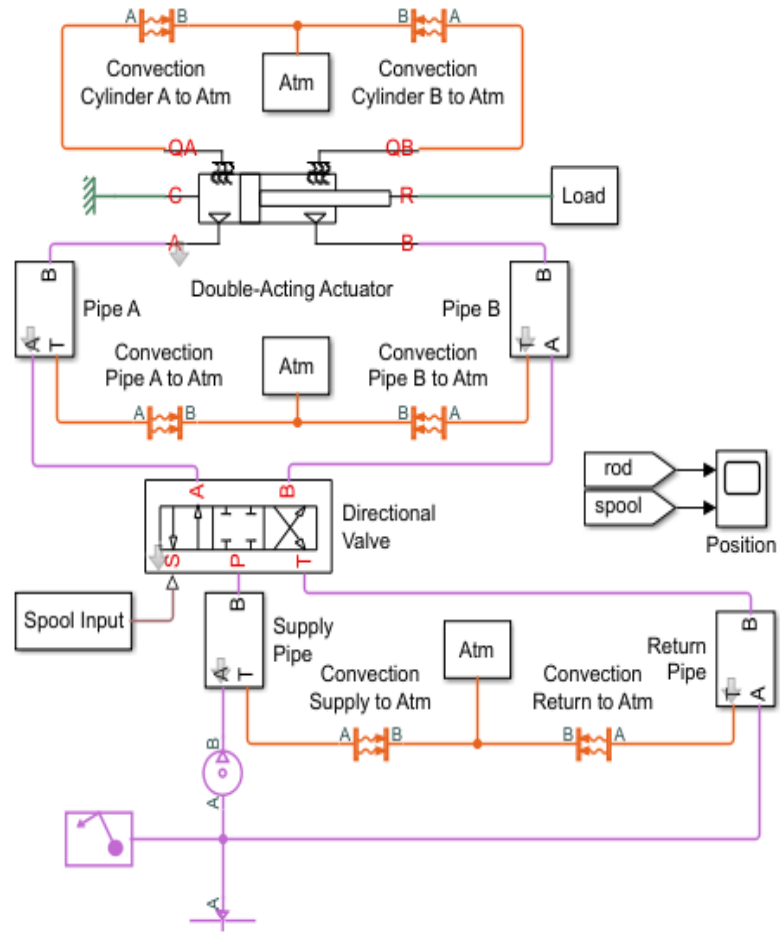 A B B A
Convection
Cylinder A to Atm
Atm
Convection
Cylinder B to Atm
QA QB
C R
Load
A B
B B
Double-Acting Actuator
Pipe A
Pipe B
A T T A
Convection
Pipe A to Atm
Atm
Convection
Pipe B to Atm
A B B A
rod
spool
Position
A B
Directional
Valve
S P T
Spool Input
B
Supply
Pipe
A T
Atm
B
Return
Pipe
T A
Convection
Supply to Atm
Convection
Return to Atm
A B B A
B
A
A